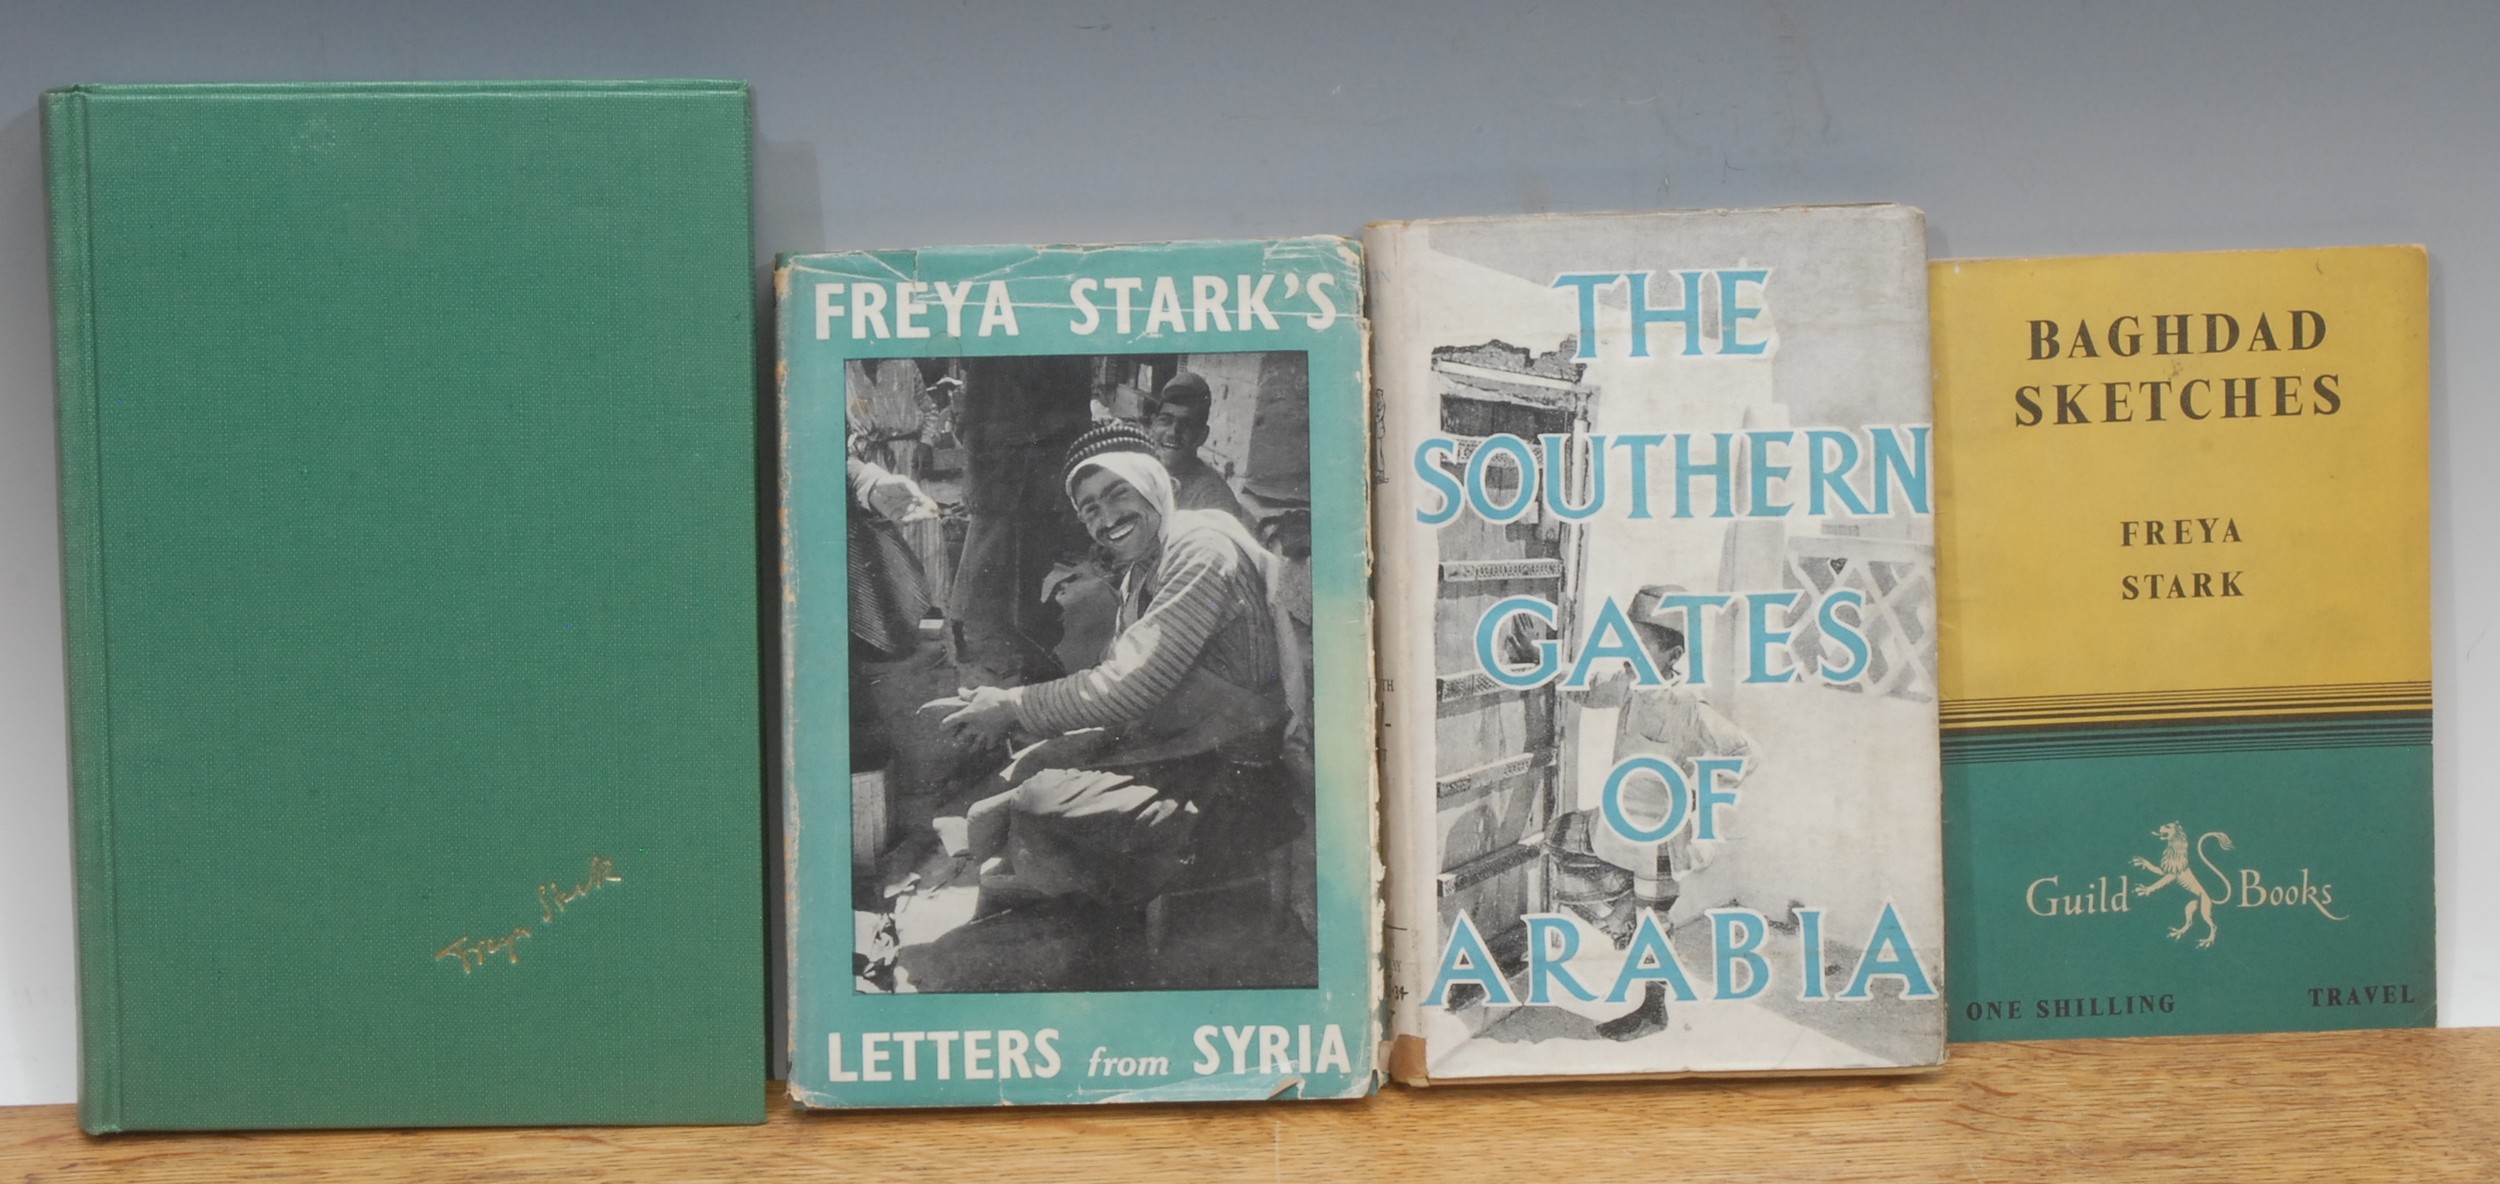 Freya Stark
FREYA STARK'S
LETTERS from SYRIA
THE
SOUTHERN
GATES
OF
ARABIA
BAGHDAD
SKETCHES
FREYA
STARK
Guild Books
ONE SHILLING TRAVEL